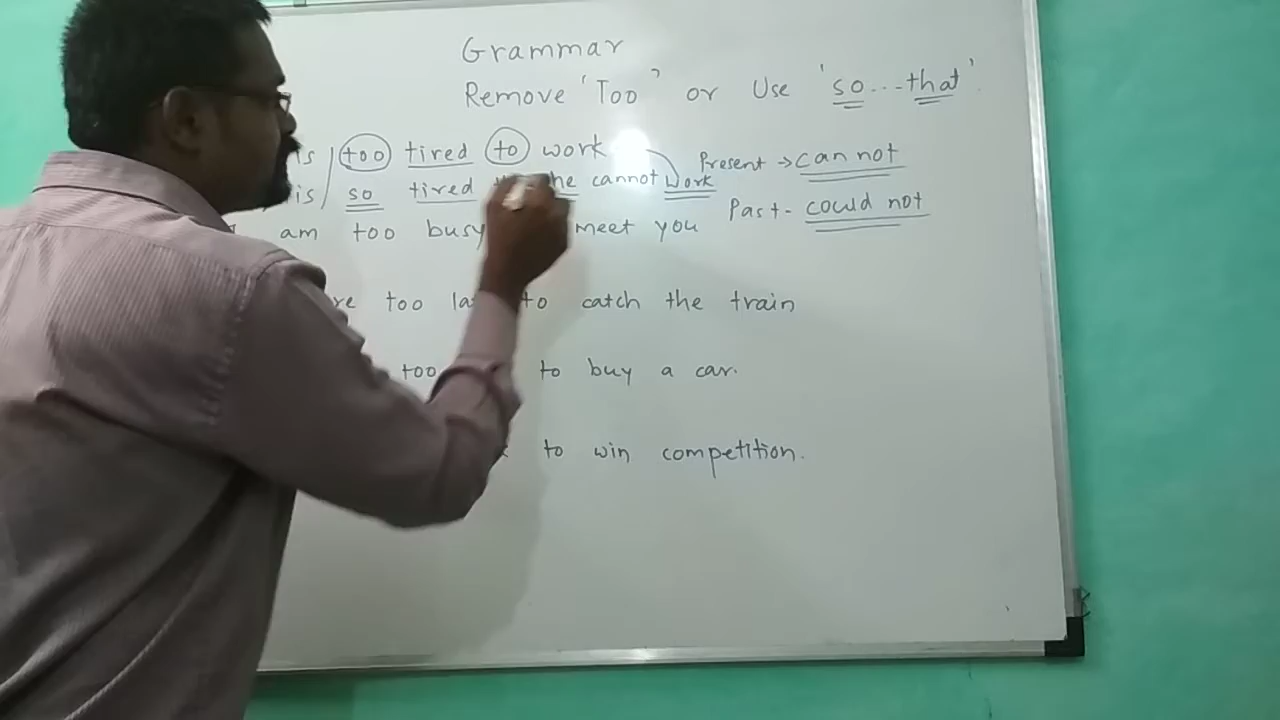 Grammar
Remove 'Too' or Use 'so...that'
is too tired to work
is so tired he cannot work
Present → can not
Past - could not
am too busy meet you
too to catch the train
too to buy a car.
to win competition.